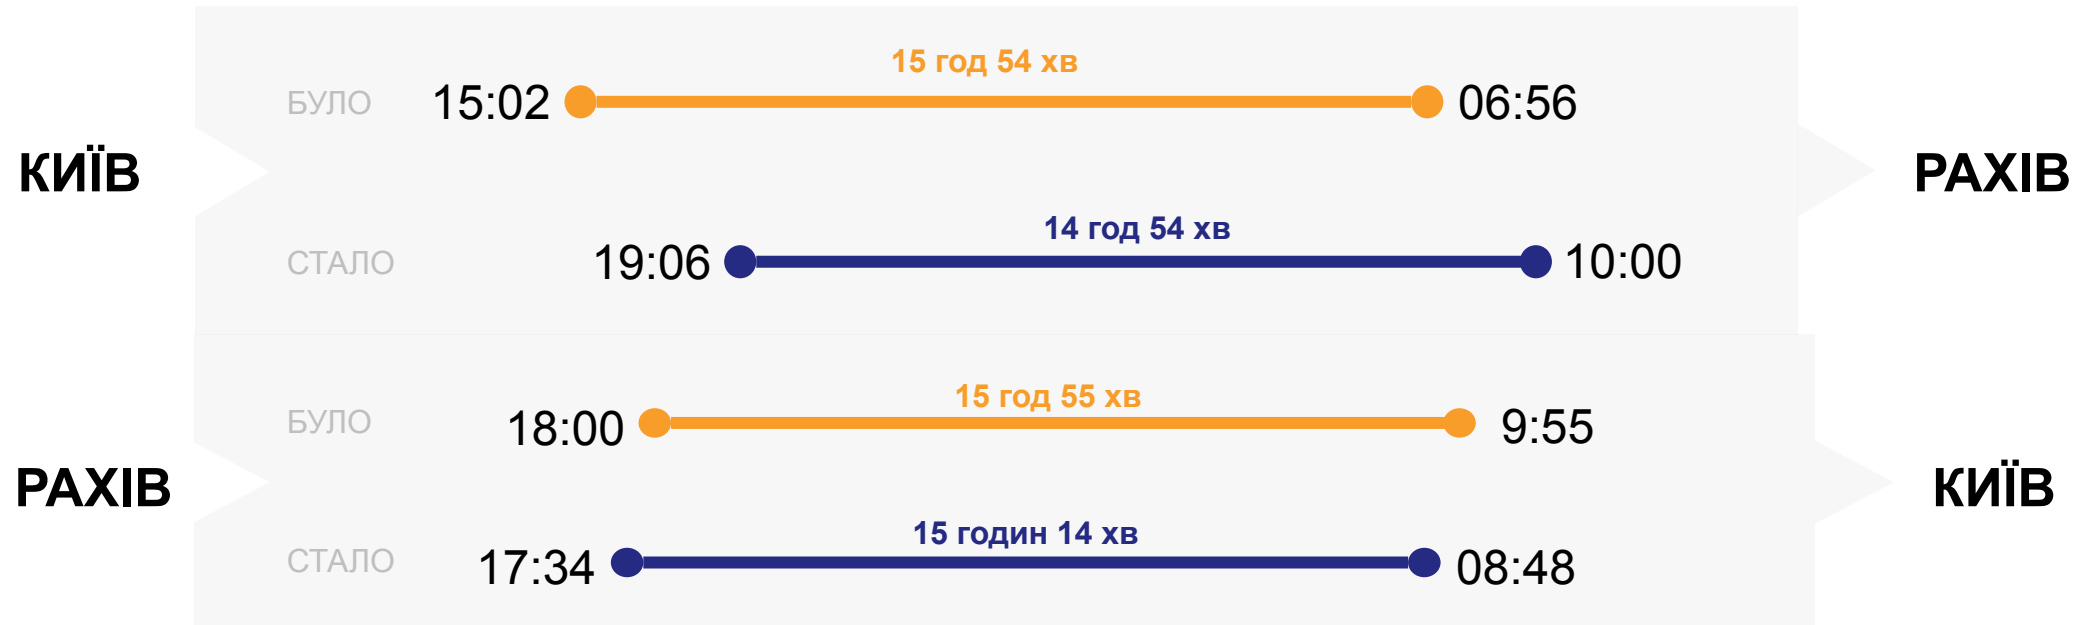 15 год 54 хв
БУЛО 15:02 06:56
КИЇВ РАХІВ
14 год 54 хв
СТАЛО 19:06 10:00
15 год 55 хв
БУЛО 18:00 9:55
РАХІВ КИЇВ
15 годин 14 хв
СТАЛО 17:34 08:48